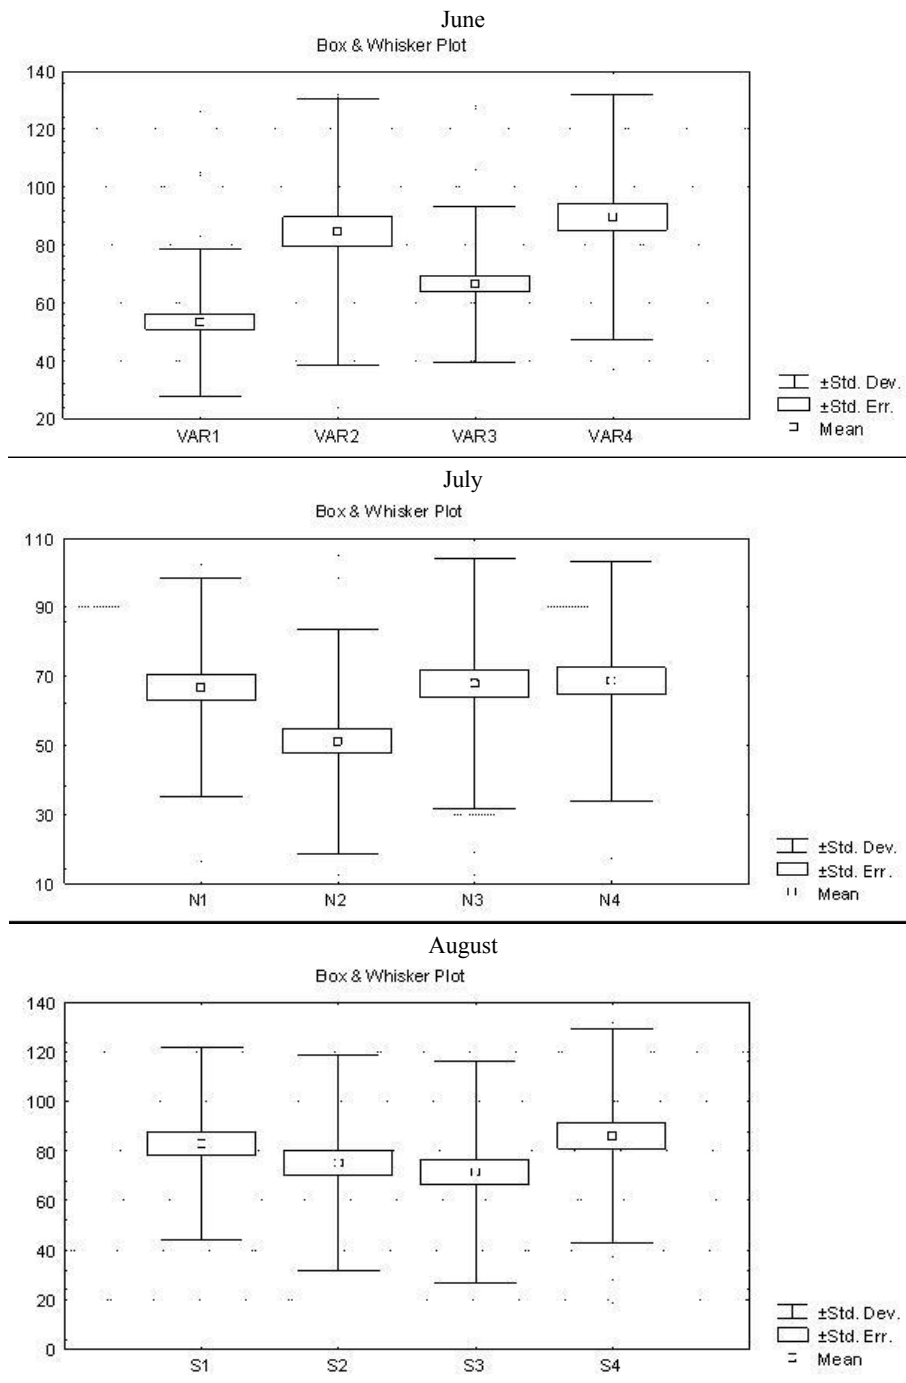 June
Box & Whisker Plot
140
120
100
80
60
40
20
VAR1 VAR2 VAR3 VAR4
±Std. Dev.
±Std. Err.
Mean
July
Box & Whisker Plot
110
90
70
50
30
10
N1 N2 N3 N4
±Std. Dev.
±Std. Err.
Mean
August
Box & Whisker Plot
140
120
100
80
60
40
20
0
S1 S2 S3 S4
±Std. Dev.
±Std. Err.
Mean